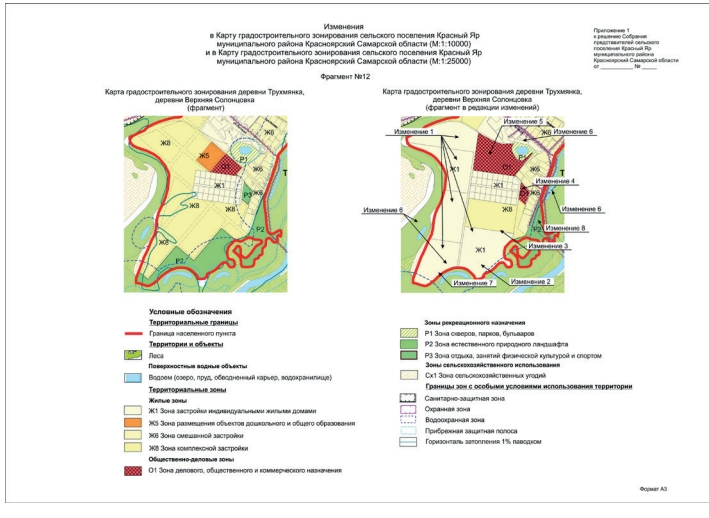 Изменения
в Карту градостроительного зонирования сельского поселения Красный Яр
муниципального района Красноярский Самарской области (М:1:10000)
и в Карту градостроительного зонирования сельского поселения Красный Яр
муниципального района Красноярский Самарской области (М:1:25000)
Фрагмент №12
Приложение 1
к решению Собрания
представителей сельского
поселения Красный Яр
муниципального района
Красноярский Самарской области
от ____________ № _____
Карта градостроительного зонирования деревни Трухмянка,
деревни Верхняя Солонцовка
(фрагмент)
Ж8
Ж6
Ж5
Р1
О1
Ж6
Ж1
Р3
Ж6
Ж8
Ж8
Т
Р2
Ж8
Р2
Карта градостроительного зонирования деревни Трухмянка,
деревни Верхняя Солонцовка
(фрагмент в редакции изменений)
Изменение 5
Изменение 1
Ж6
Изменение 6
Р1
О1
Ж1
Ж6
Изменение 4
О1
Ж6
Изменение 6
Ж8
Изменение 6
Р2
Изменение 8
Изменение 3
Ж1
Изменение 7
Изменение 2
Условные обозначения
Территориальные границы
Граница населенного пункта
Территории и объекты
Леса
Поверхностные водные объекты
Водоем (озеро, пруд, обводненный карьер, водохранилище)
Территориальные зоны
Жилые зоны
Ж1 Зона застройки индивидуальными жилыми домами
Ж5 Зона размещения объектов дошкольного и общего образования
Ж6 Зона смешанной застройки
Ж8 Зона комплексной застройки
Общественно-деловые зоны
О1 Зона делового, общественного и коммерческого назначения
Зоны рекреационного назначения
Р1 Зона скверов, парков, бульваров
Р2 Зона естественного природного ландшафта
Р3 Зона отдыха, занятий физической культурой и спортом
Зоны сельскохозяйственного использования
Сх1 Зона сельскохозяйственных угодий
Границы зон с особыми условиями использования территории
Санитарно-защитная зона
Охранная зона
Водоохранная зона
Прибрежная защитная полоса
Горизонталь затопления 1% паводком
Формат А3